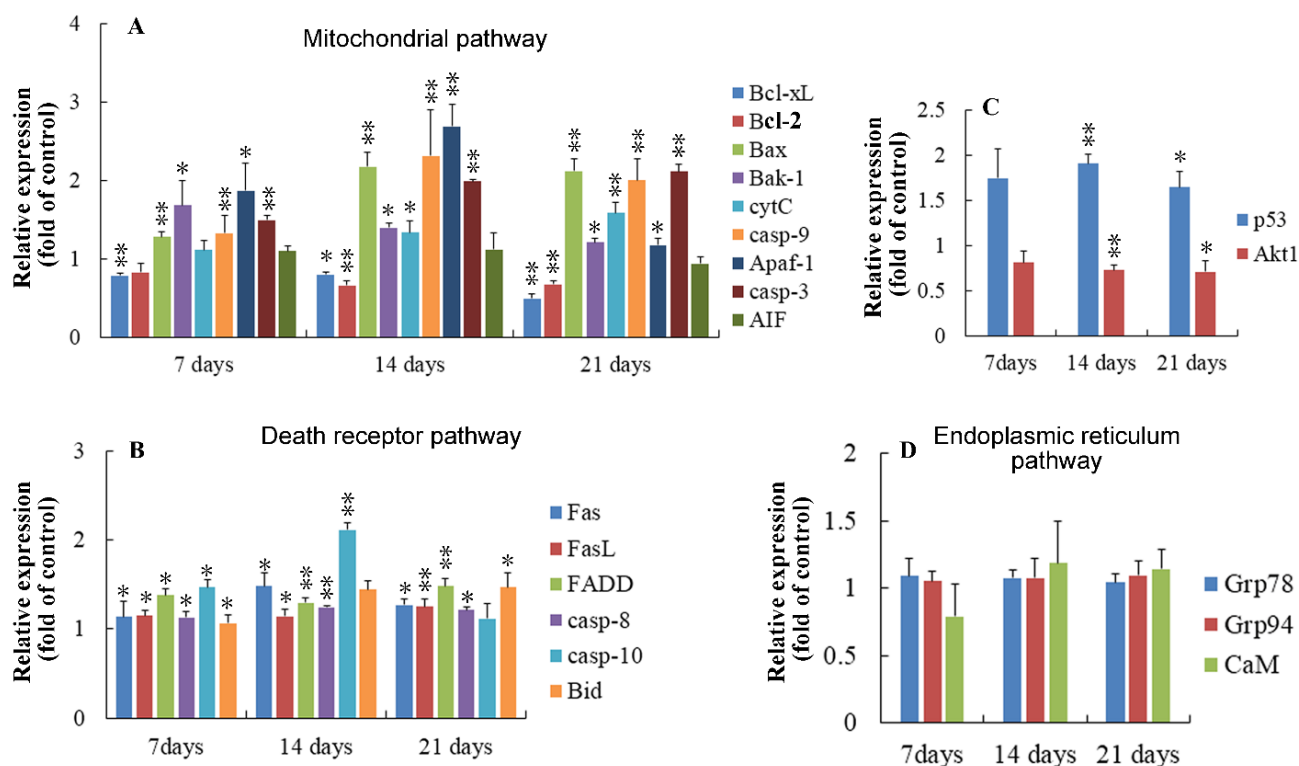 A
Mitochondrial pathway
Relative expression
(fold of control)
4
3
2
1
0
** * ** * ** **
* ** ** * * ** ** **
** ** ** * ** ** * **
7 days 14 days 21 days
Bcl-xL
Bcl-2
Bax
Bak-1
cytC
casp-9
Apaf-1
casp-3
AIF
C
Relative expression
(fold of control)
2.5
2
1.5
1
0.5
0
** **
* *
7days 14 days 21 days
p53
Akt1
B
Death receptor pathway
Relative expression
(fold of control)
3
2
1
0
* * * * * *
* * ** ** **
* ** ** * *
7days 14 days 21 days
Fas
FasL
FADD
casp-8
casp-10
Bid
D
Endoplasmic reticulum
pathway
Relative expression
(fold of control)
2
1.5
1
0.5
0
7days 14 days 21 days
Grp78
Grp94
CaM